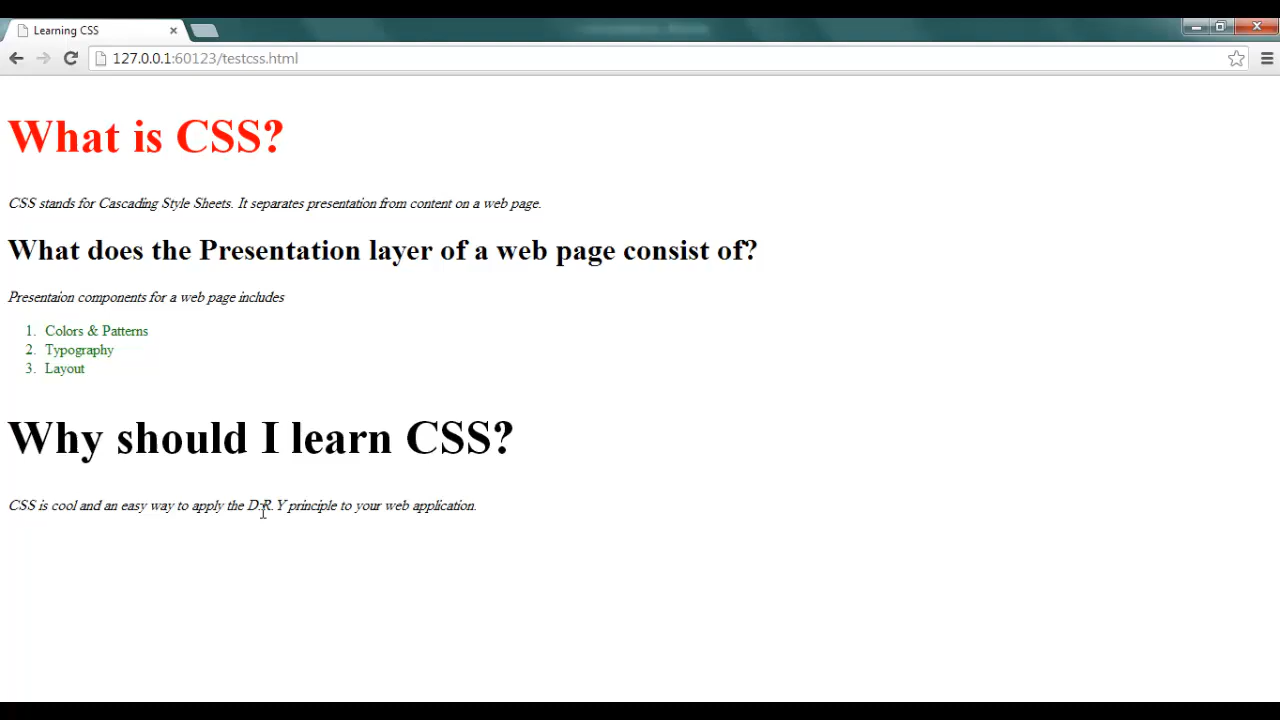 Learning CSS
127.0.0.1:60123/testcss.html
What is CSS?
CSS stands for Cascading Style Sheets. It separates presentation from content on a web page.
What does the Presentation layer of a web page consist of?
Presentaion components for a web page includes
1. Colors & Patterns
2. Typography
3. Layout
Why should I learn CSS?
CSS is cool and an easy way to apply the D.R.Y principle to your web application.